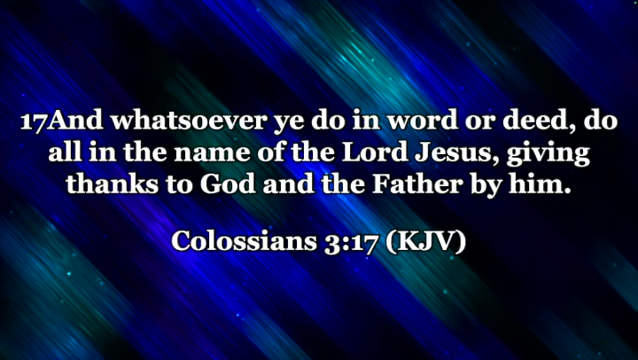 17And whatsoever ye do in word or deed, do
all in the name of the Lord Jesus, giving
thanks to God and the Father by him.
Colossians 3:17 (KJV)